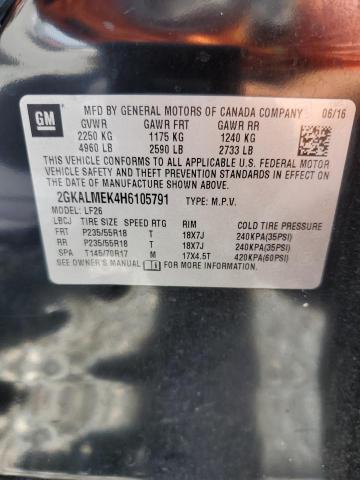 MFD BY GENERAL MOTORS OF CANADA COMPANY 06/16
GM
GVWR GAWR FRT GAWR RR
2250 KG 1175 KG 1240 KG
4960 LB 2590 LB 2733 LB
THIS VEHICLE CONFORMS TO ALL APPLICABLE U.S. FEDERAL MOTOR
VEHICLE SAFETY AND THEFT PREVENTION STANDARDS IN EFFECT
ON THE DATE OF MANUFACTURE SHOWN ABOVE.
2GKALMEK4H6105791 TYPE: M.P.V.
MODEL: LF26
LBCJ TIRE SIZE SPEED RTG RIM COLD TIRE PRESSURE
FRT P235/55R18 T 18X7J 240KPA(35PSI)
RR P235/55R18 T 18X7J 240KPA(35PSI)
SPA T145/70R17 M 17X4.5T 420KPA(60PSI)
SEE OWNER'S MANUAL FOR MORE INFORMATION.